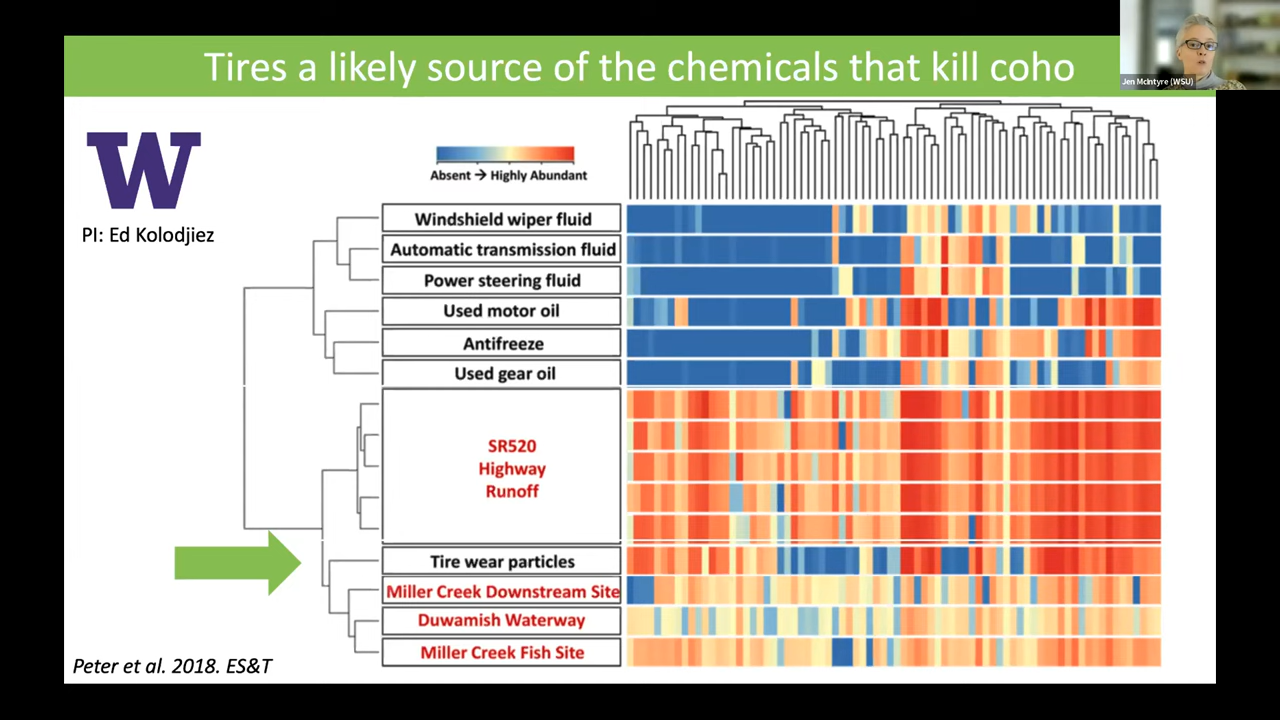 Tires a likely source of the chemicals that kill coho
Jen McIntyre (WSU)
W
PI: Ed Kolodjiez
Absent → Highly Abundant
Windshield wiper fluid
Automatic transmission fluid
Power steering fluid
Used motor oil
Antifreeze
Used gear oil
SR520
Highway
Runoff
Tire wear particles
Miller Creek Downstream Site
Duwamish Waterway
Miller Creek Fish Site
Peter et al. 2018. ES&T